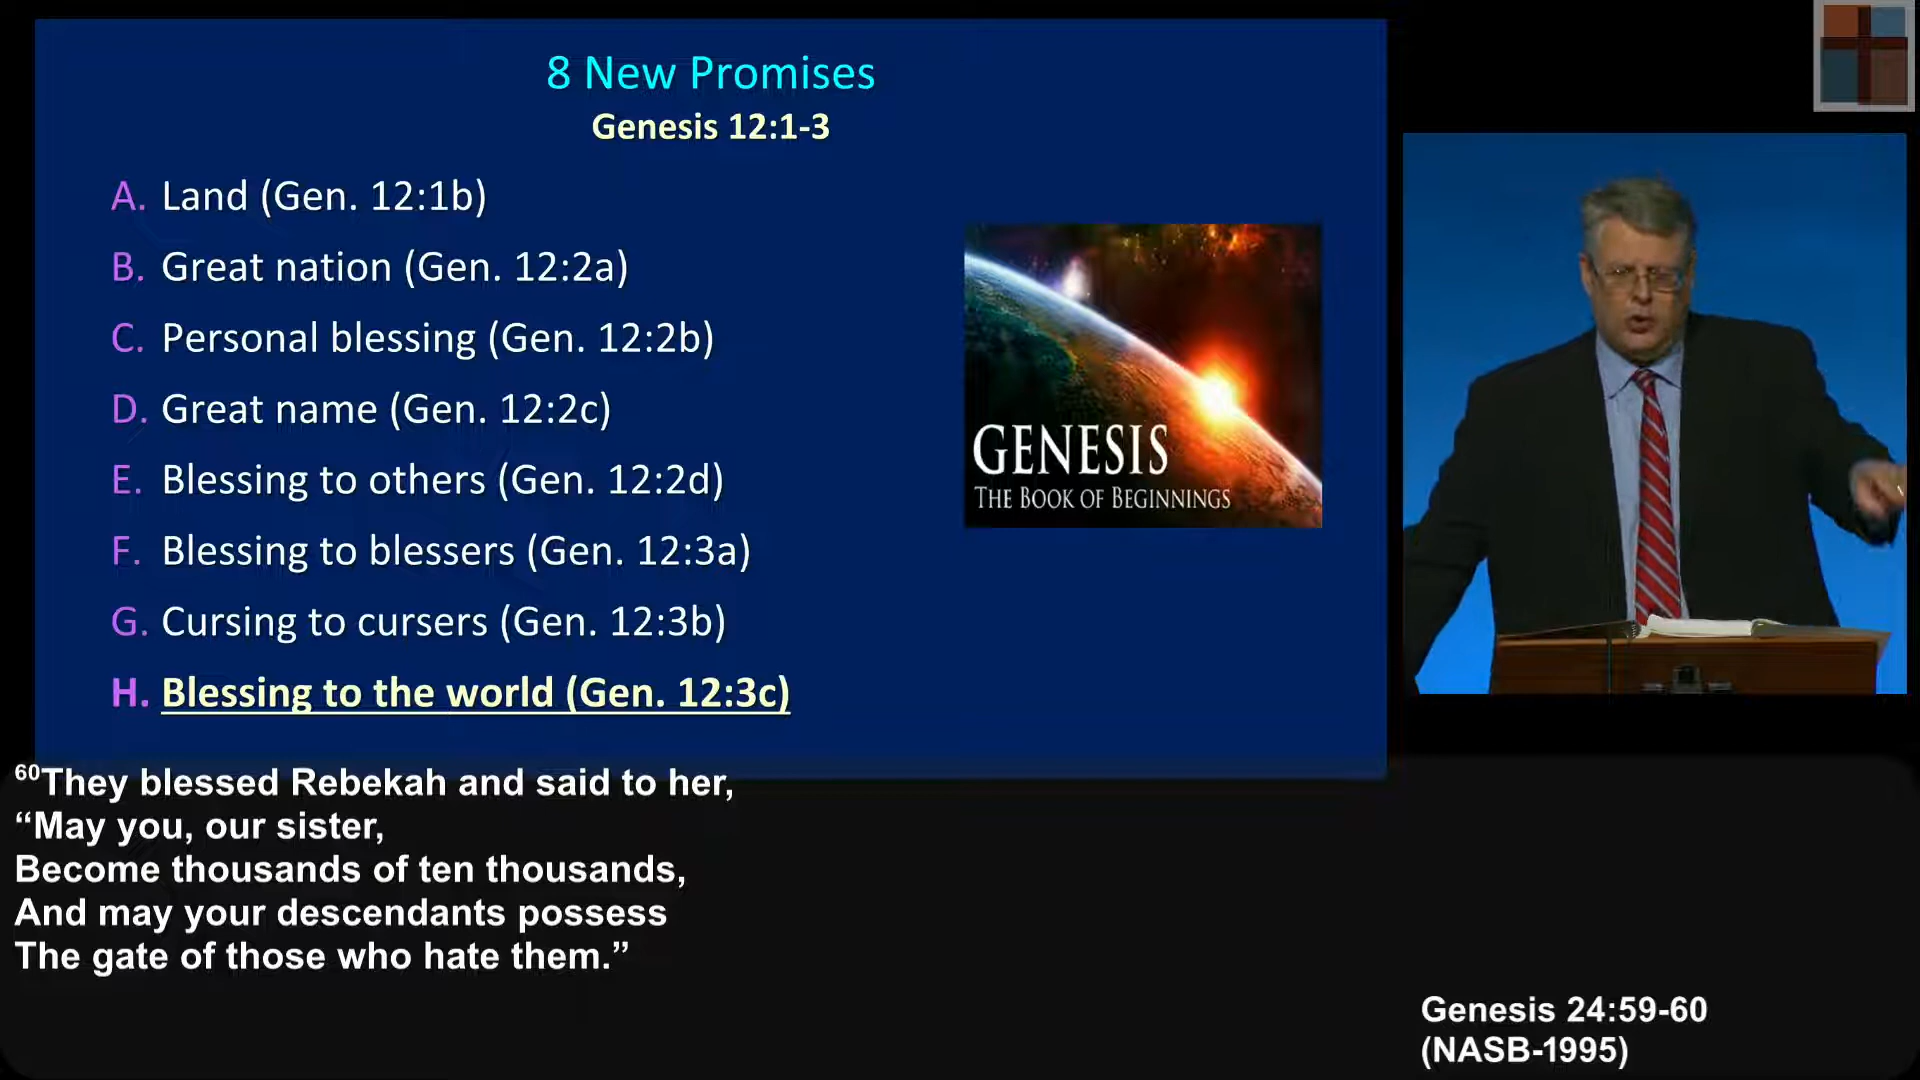 8 New Promises
Genesis 12:1-3
A. Land (Gen. 12:1b)
B. Great nation (Gen. 12:2a)
C. Personal blessing (Gen. 12:2b)
D. Great name (Gen. 12:2c)
E. Blessing to others (Gen. 12:2d)
F. Blessing to blessers (Gen. 12:3a)
G. Cursing to cursers (Gen. 12:3b)
H. Blessing to the world (Gen. 12:3c)
GENESIS
THE BOOK OF BEGINNINGS
60They blessed Rebekah and said to her,
“May you, our sister,
Become thousands of ten thousands,
And may your descendants possess
The gate of those who hate them.”
Genesis 24:59-60
(NASB-1995)